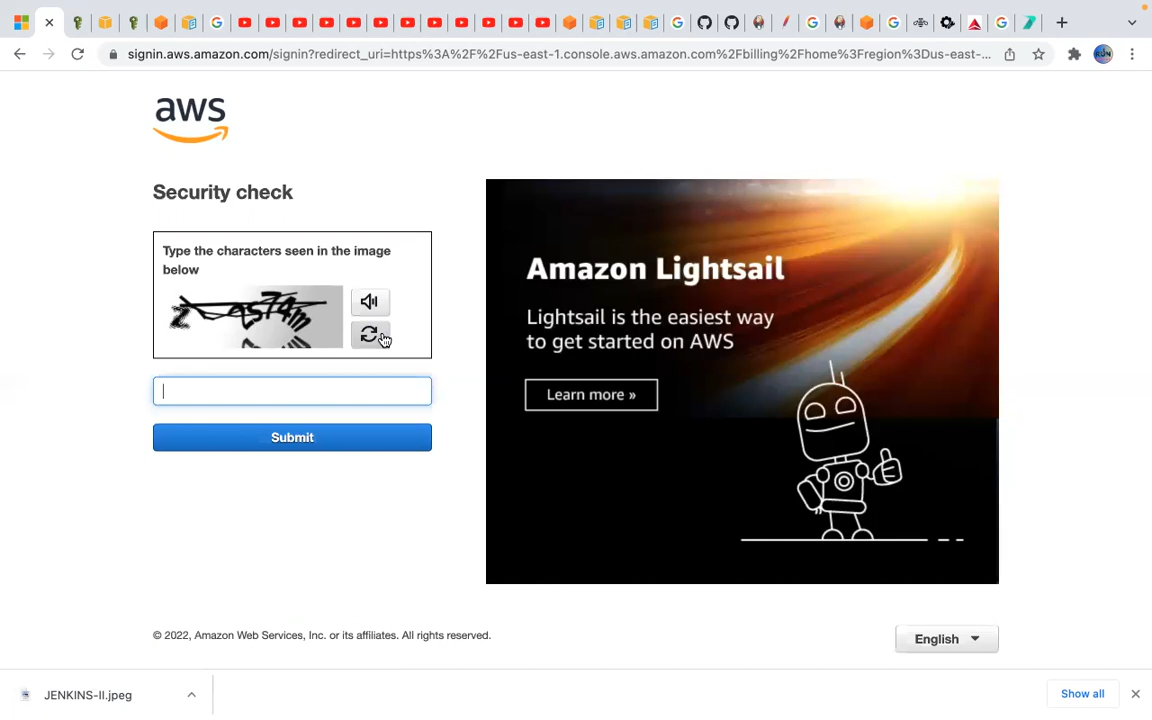 signin.aws.amazon.com/signin?redirect_uri=https%3A%2F%2Fus-east-1.console.aws.amazon.com%2Fbilling%2Fhome%3Fregion%3Dus-east-...
aws
Security check
Type the characters seen in the image
below
Submit
Amazon Lightsail
Lightsail is the easiest way
to get started on AWS
Learn more »
© 2022, Amazon Web Services, Inc. or its affiliates. All rights reserved.
English
JENKINS-II.jpeg
Show all